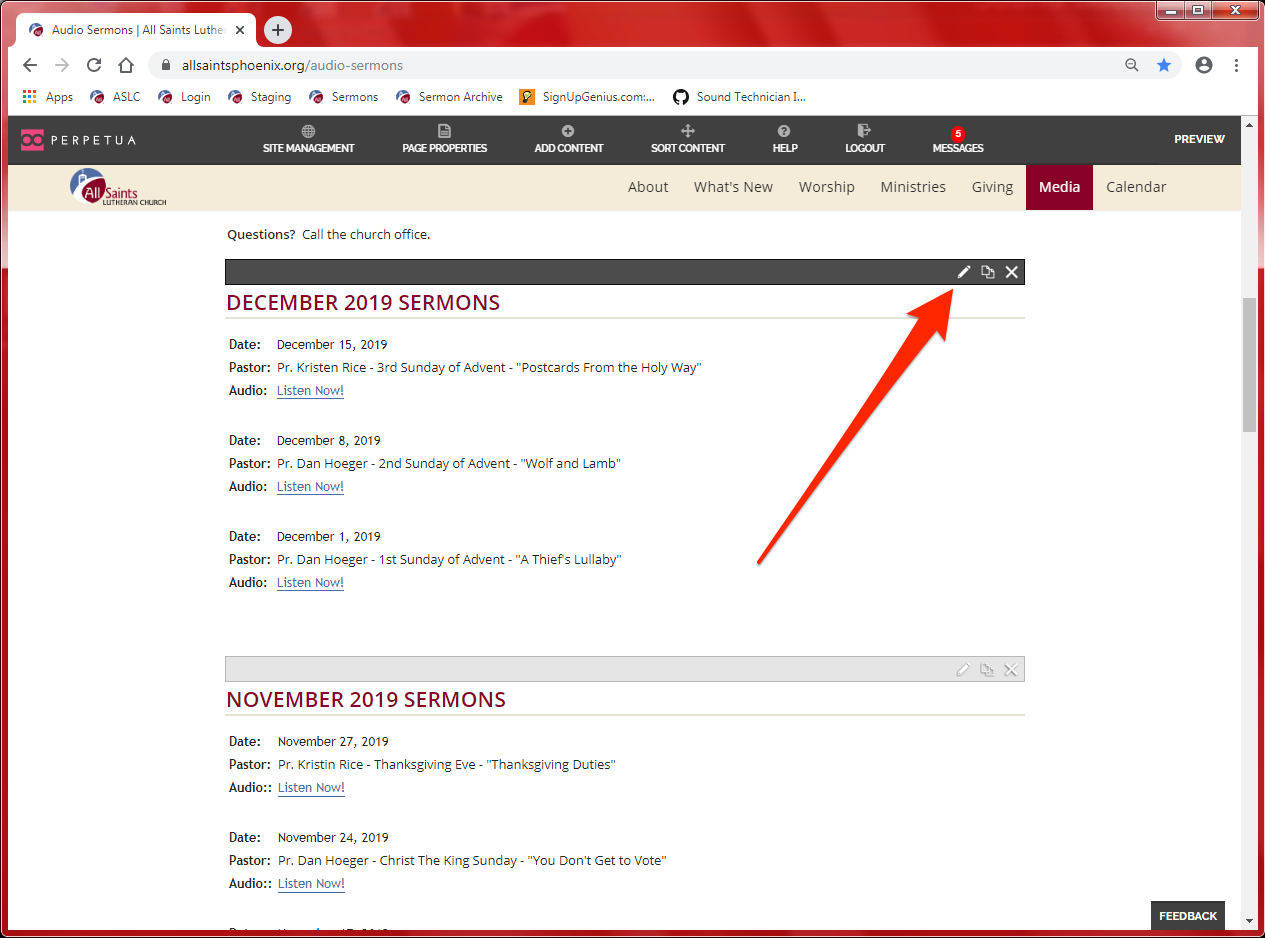 Audio Sermons | All Saints Luthe
allsaintsphoenix.org/audio-sermons
Apps ASLC Login Staging Sermons Sermon Archive SignUpGenius.com:... Sound Technician I...
PERPETUA SITE MANAGEMENT PAGE PROPERTIES ADD CONTENT SORT CONTENT HELP LOGOUT 5 MESSAGES PREVIEW
All Saints
LUTHERAN CHURCH
About What's New Worship Ministries Giving Media Calendar
Questions? Call the church office.
DECEMBER 2019 SERMONS
Date: December 15, 2019
Pastor: Pr. Kristen Rice - 3rd Sunday of Advent - "Postcards From the Holy Way"
Audio: Listen Now!
Date: December 8, 2019
Pastor: Pr. Dan Hoeger - 2nd Sunday of Advent - "Wolf and Lamb"
Audio: Listen Now!
Date: December 1, 2019
Pastor: Pr. Dan Hoeger - 1st Sunday of Advent - "A Thief's Lullaby"
Audio: Listen Now!
NOVEMBER 2019 SERMONS
Date: November 27, 2019
Pastor: Pr. Kristin Rice - Thanksgiving Eve - "Thanksgiving Duties"
Audio:: Listen Now!
Date: November 24, 2019
Pastor: Pr. Dan Hoeger - Christ The King Sunday - "You Don't Get to Vote"
Audio:: Listen Now!
FEEDBACK